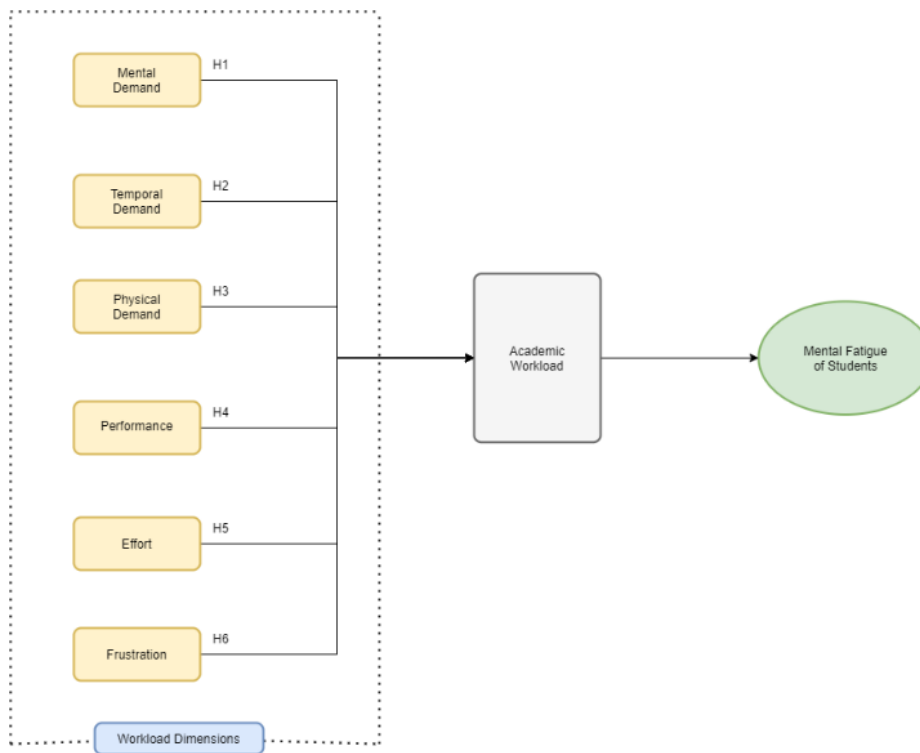 Mental
Demand
H1
Temporal
Demand
H2
Physical
Demand
H3
Academic
Workload
Mental Fatigue
of Students
Performance
H4
Effort
H5
Frustration
H6
Workload Dimensions